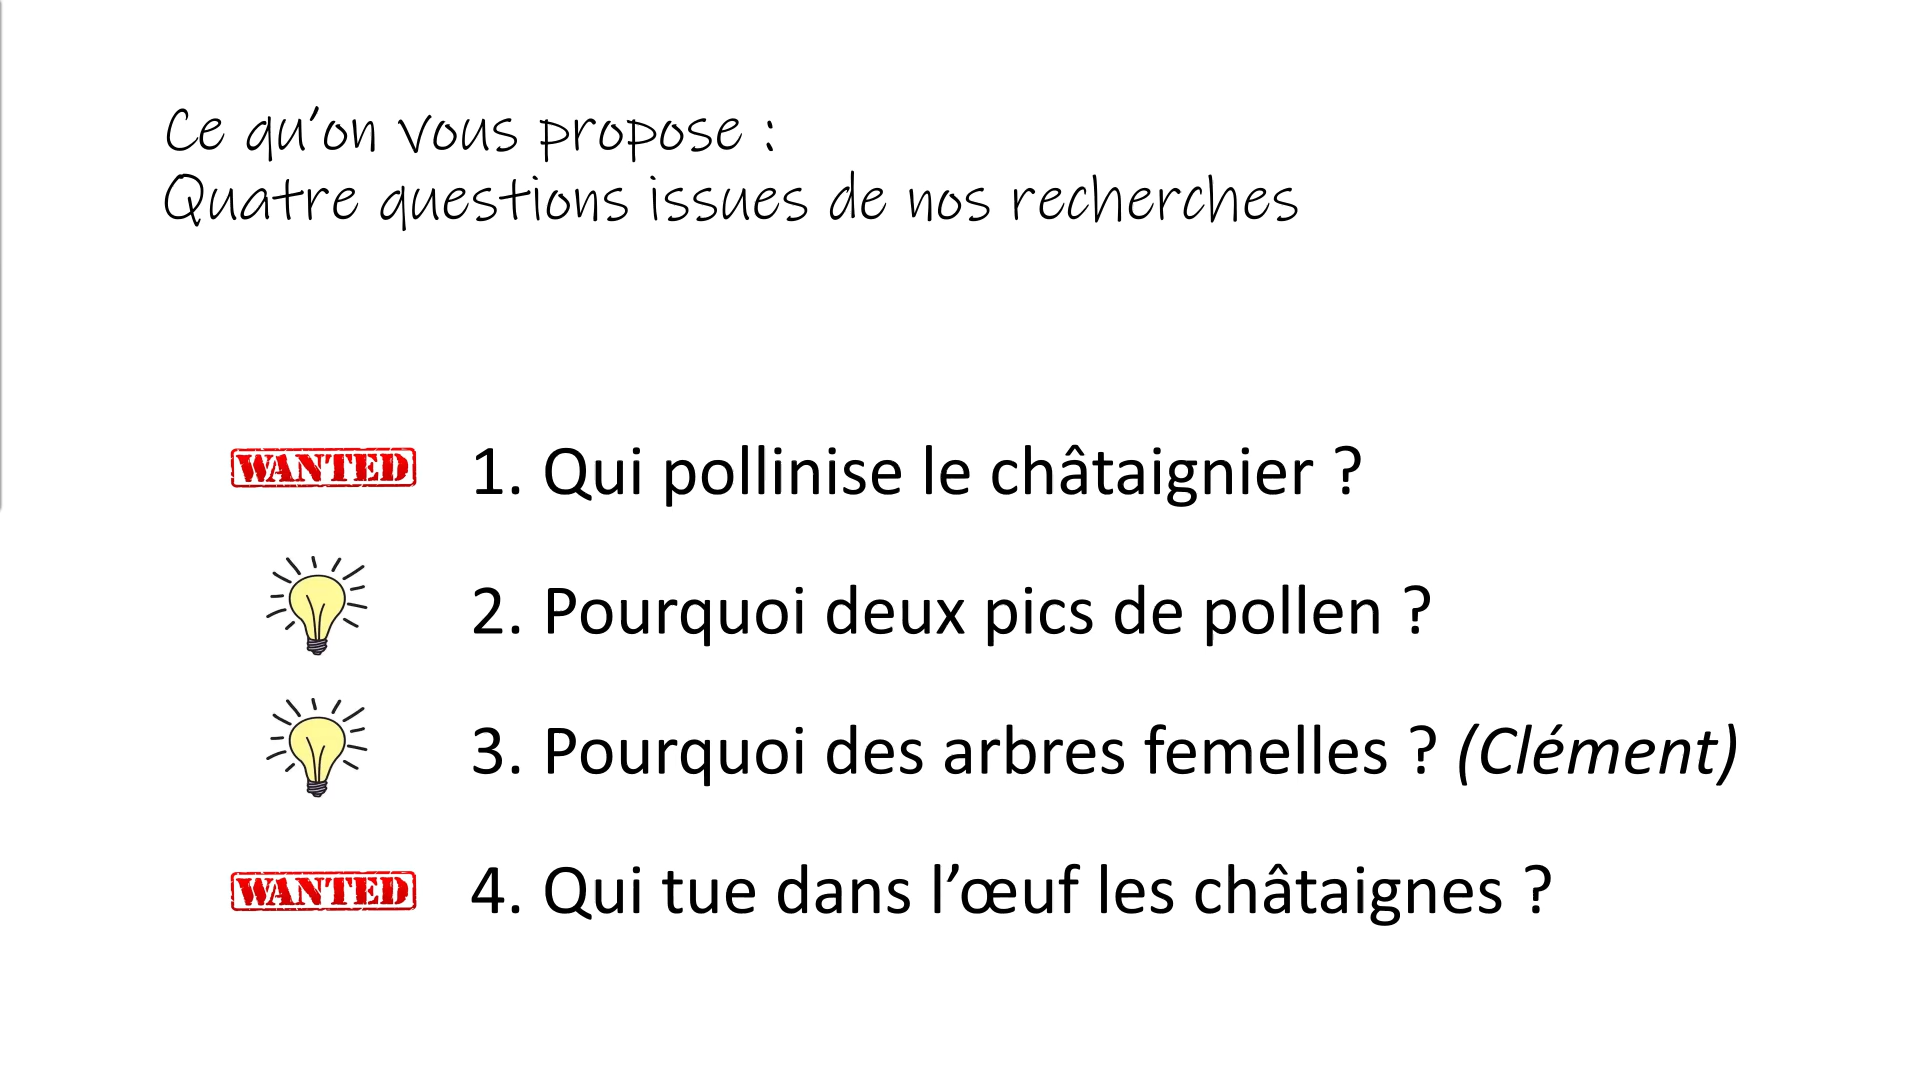 Ce qu’on vous propose :
Quatre questions issues de nos recherches
WANTED 1. Qui pollinise le châtaignier ?
2. Pourquoi deux pics de pollen ?
3. Pourquoi des arbres femelles ? (Clément)
WANTED 4. Qui tue dans l’œuf les châtaignes ?